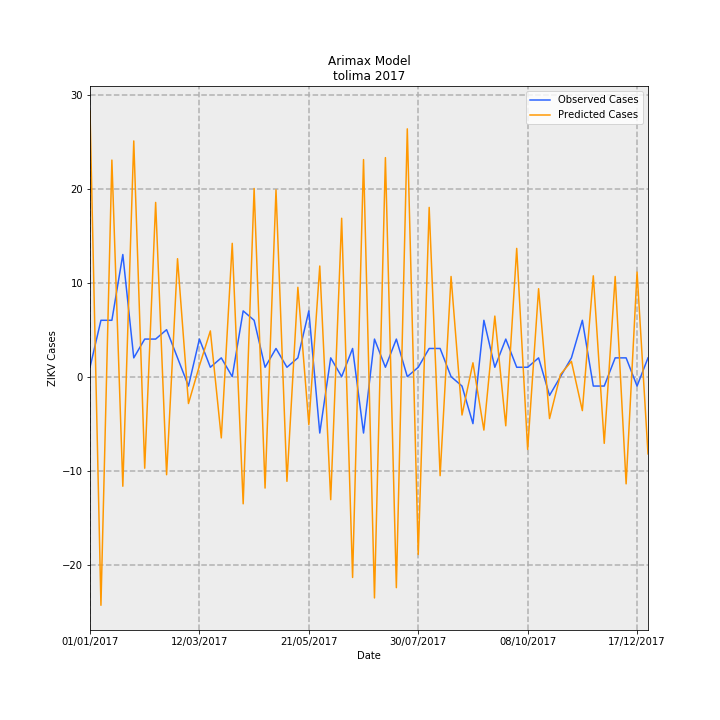 Arimax Model
tolima 2017
Observed Cases
Predicted Cases
30
20
10
0
−10
−20
ZIKV Cases
01/01/2017 12/03/2017 21/05/2017 30/07/2017 08/10/2017 17/12/2017
Date